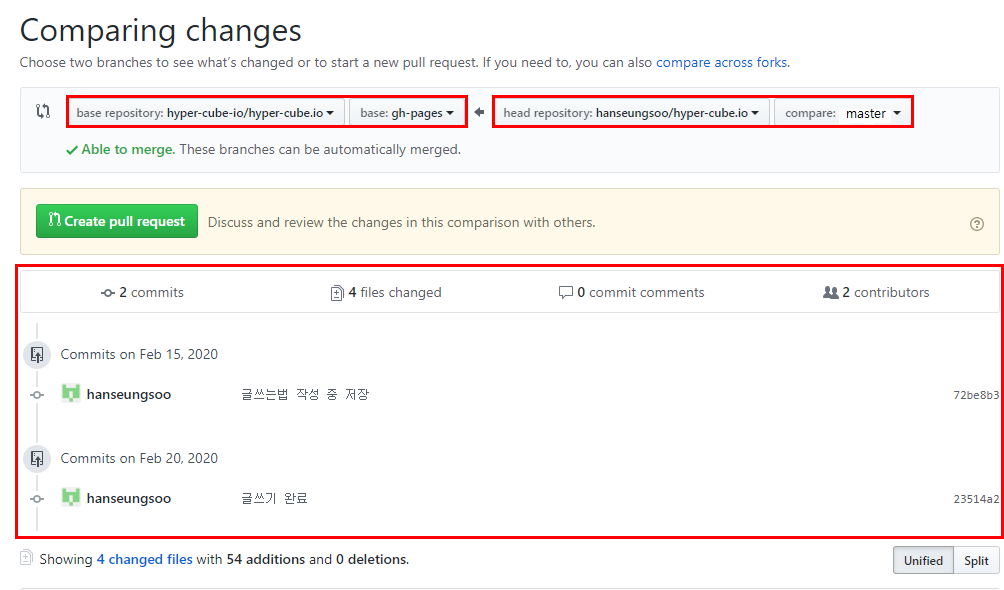 Comparing changes
Choose two branches to see what's changed or to start a new pull request. If you need to, you can also compare across forks.
base repository: hyper-cube-io/hyper-cube.io base: gh-pages head repository: hanseungsoo/hyper-cube.io compare: master
Able to merge. These branches can be automatically merged.
Create pull request Discuss and review the changes in this comparison with others.
2 commits 4 files changed 0 commit comments 2 contributors
Commits on Feb 15, 2020
hanseungsoo 글쓰는법 작성 중 저장 72be8b3
Commits on Feb 20, 2020
hanseungsoo 글쓰기 완료 23514a2
Showing 4 changed files with 54 additions and 0 deletions. Unified Split